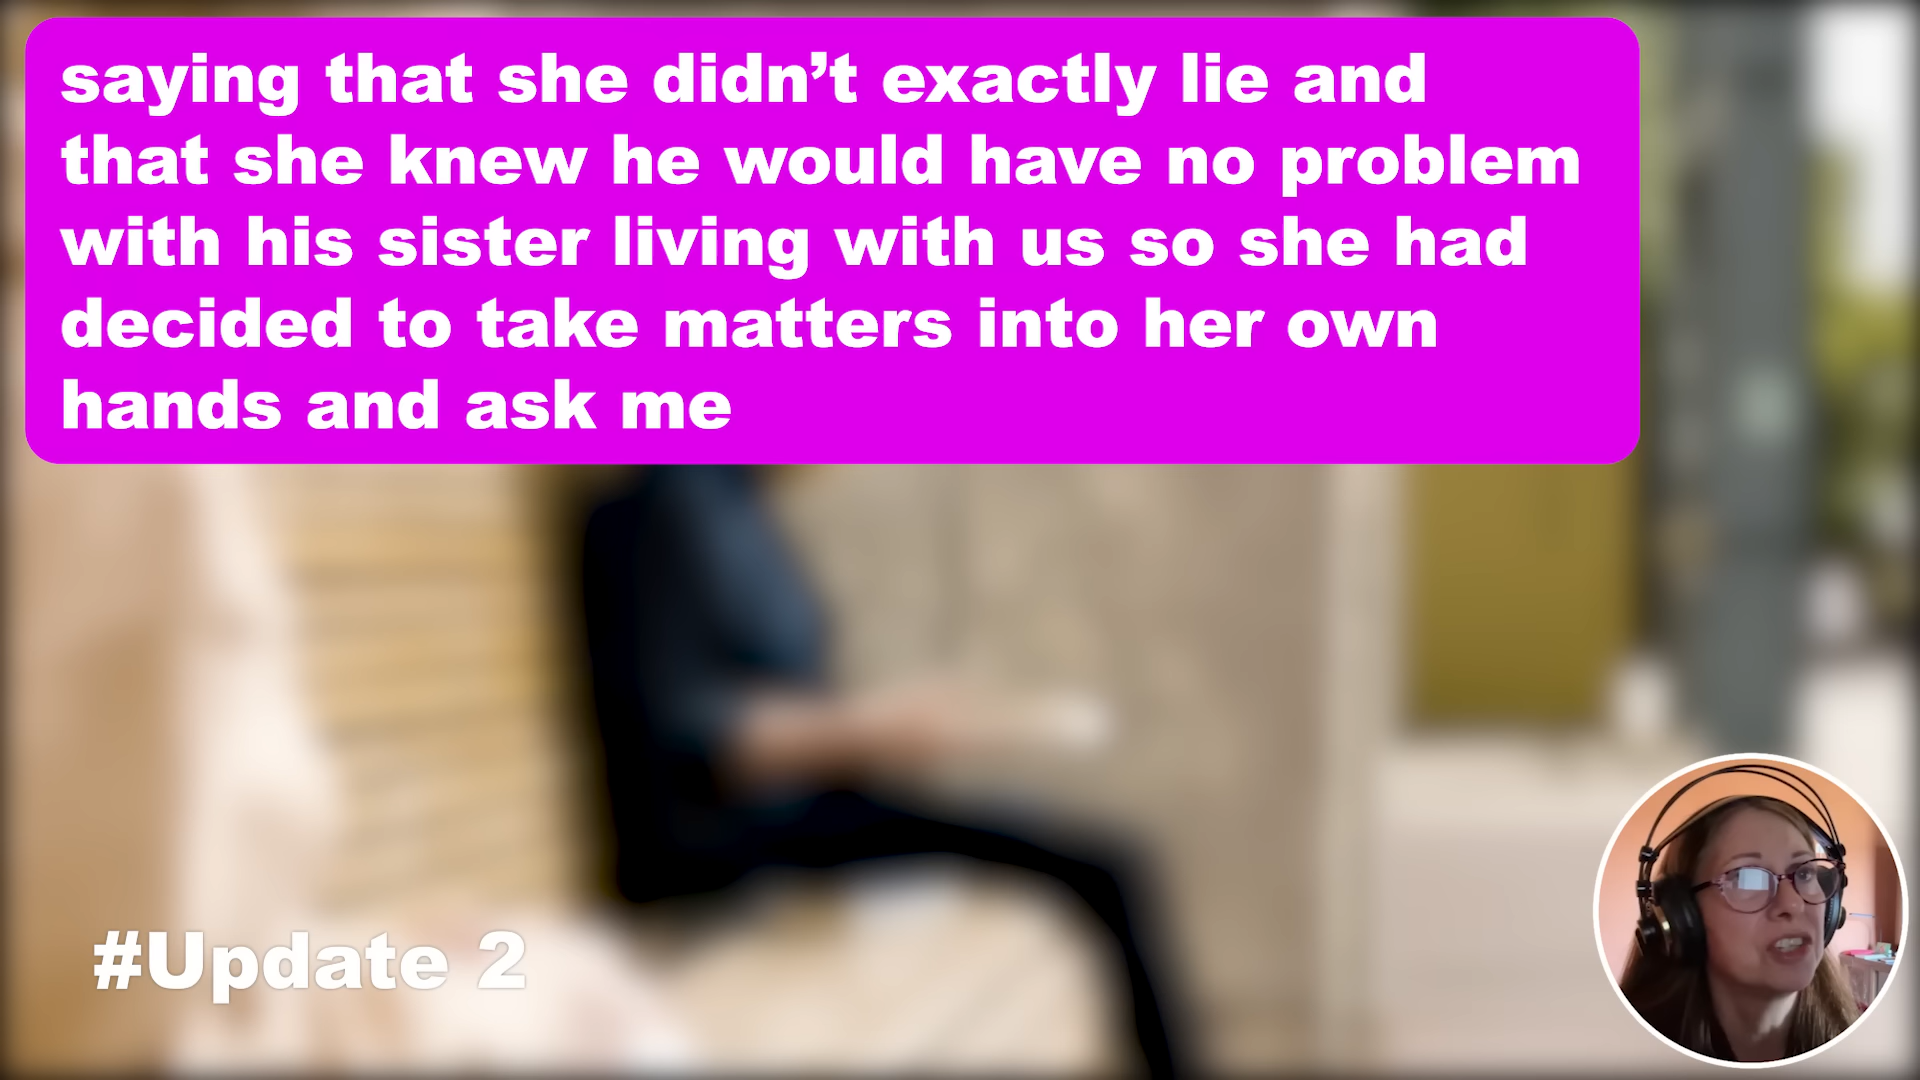 saying that she didn’t exactly lie and
that she knew he would have no problem
with his sister living with us so she had
decided to take matters into her own
hands and ask me
#Update 2